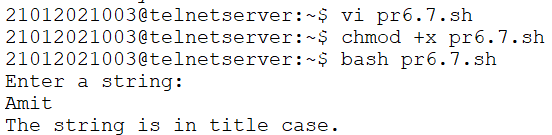 21012021003@telnetserver:~$ vi pr6.7.sh
21012021003@telnetserver:~$ chmod +x pr6.7.sh
21012021003@telnetserver:~$ bash pr6.7.sh
Enter a string:
Amit
The string is in title case.